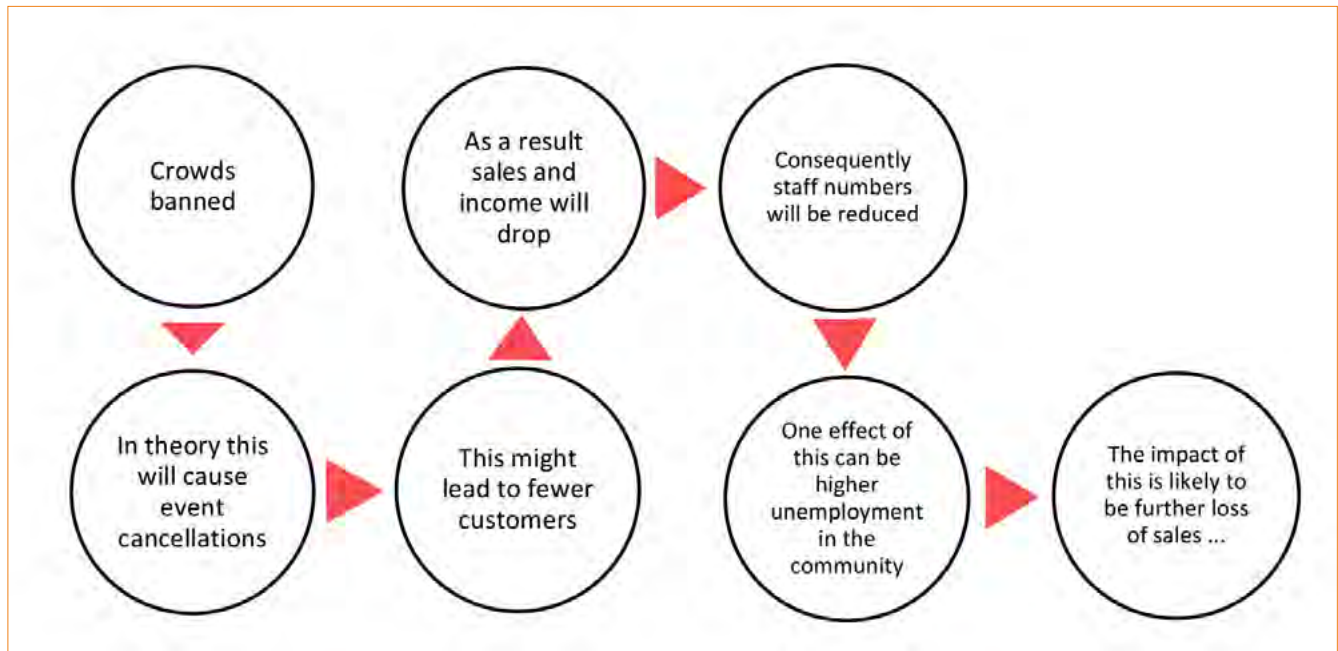 Crowds
banned
In theory this
will cause
event
cancellations
This might
lead to fewer
customers
As a result
sales and
income will
drop
Consequently
staff numbers
will be reduced
One effect of
this can be
higher
unemployment
in the
community
The impact of
this is likely to
be further loss
of sales ...